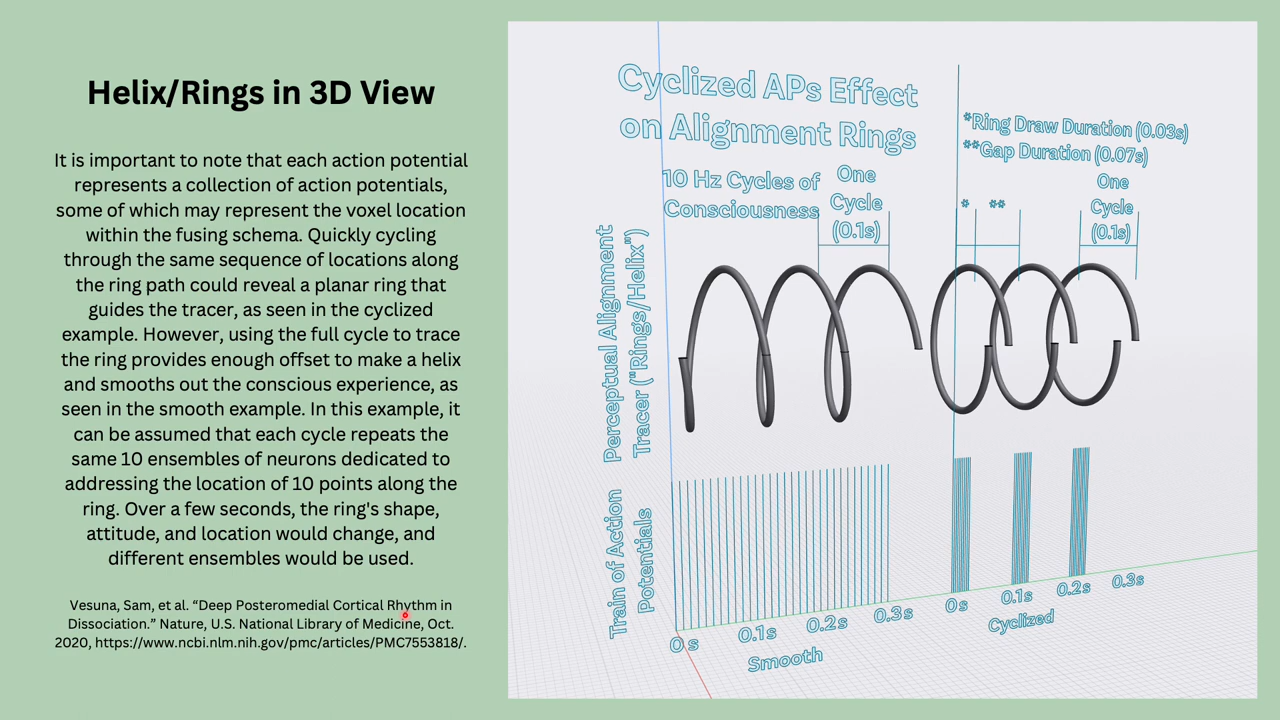 Helix/Rings in 3D View
It is important to note that each action potential
represents a collection of action potentials,
some of which may represent the voxel location
within the fusing schema. Quickly cycling
through the same sequence of locations along
the ring path could reveal a planar ring that
guides the tracer, as seen in the cyclized
example. However, using the full cycle to trace
the ring provides enough offset to make a helix
and smooths out the conscious experience, as
seen in the smooth example. In this example, it
can be assumed that each cycle repeats the
same 10 ensembles of neurons dedicated to
addressing the location of 10 points along the
ring. Over a few seconds, the ring's shape,
attitude, and location would change, and
different ensembles would be used.
Vesuna, Sam, et al. “Deep Posteromedial Cortical Rhythm in
Dissociation.” Nature, U.S. National Library of Medicine, Oct.
2020, https://www.ncbi.nlm.nih.gov/pmc/articles/PMC7553818/.
Cyclized APs Effect
on Alignment Rings
10 Hz Cycles of
Consciousness
One
Cycle
(0.1s)
*Ring Draw Duration (0.03s)
**Gap Duration (0.07s)
* **
One
Cycle
(0.1s)
Perceptual Alignment
Tracer ("Rings/Helix")
Train of Action
Potentials
0 s 0.1s 0.2s 0.3s
Smooth
0s 0.1s 0.2s 0.3s
Cyclized